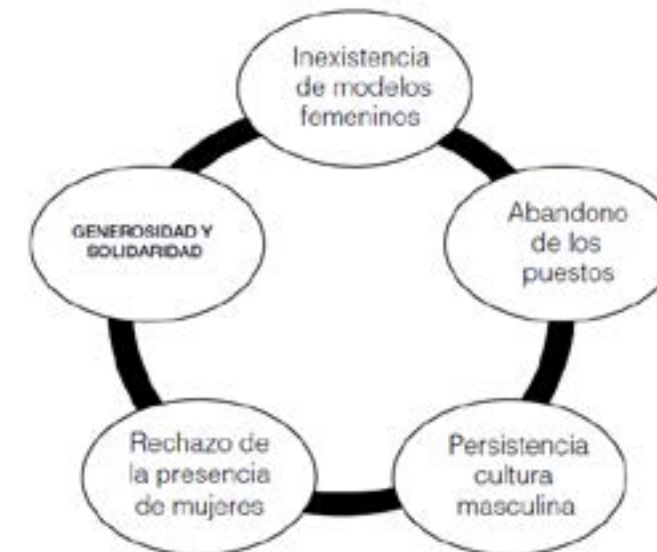 Inexistencia
de modelos
femeninos
Abandono
de los
puestos
Persistencia
cultura
masculina
Rechazo de
la presencia
de mujeres
GENEROSIDAD Y
SOLIDARIDAD